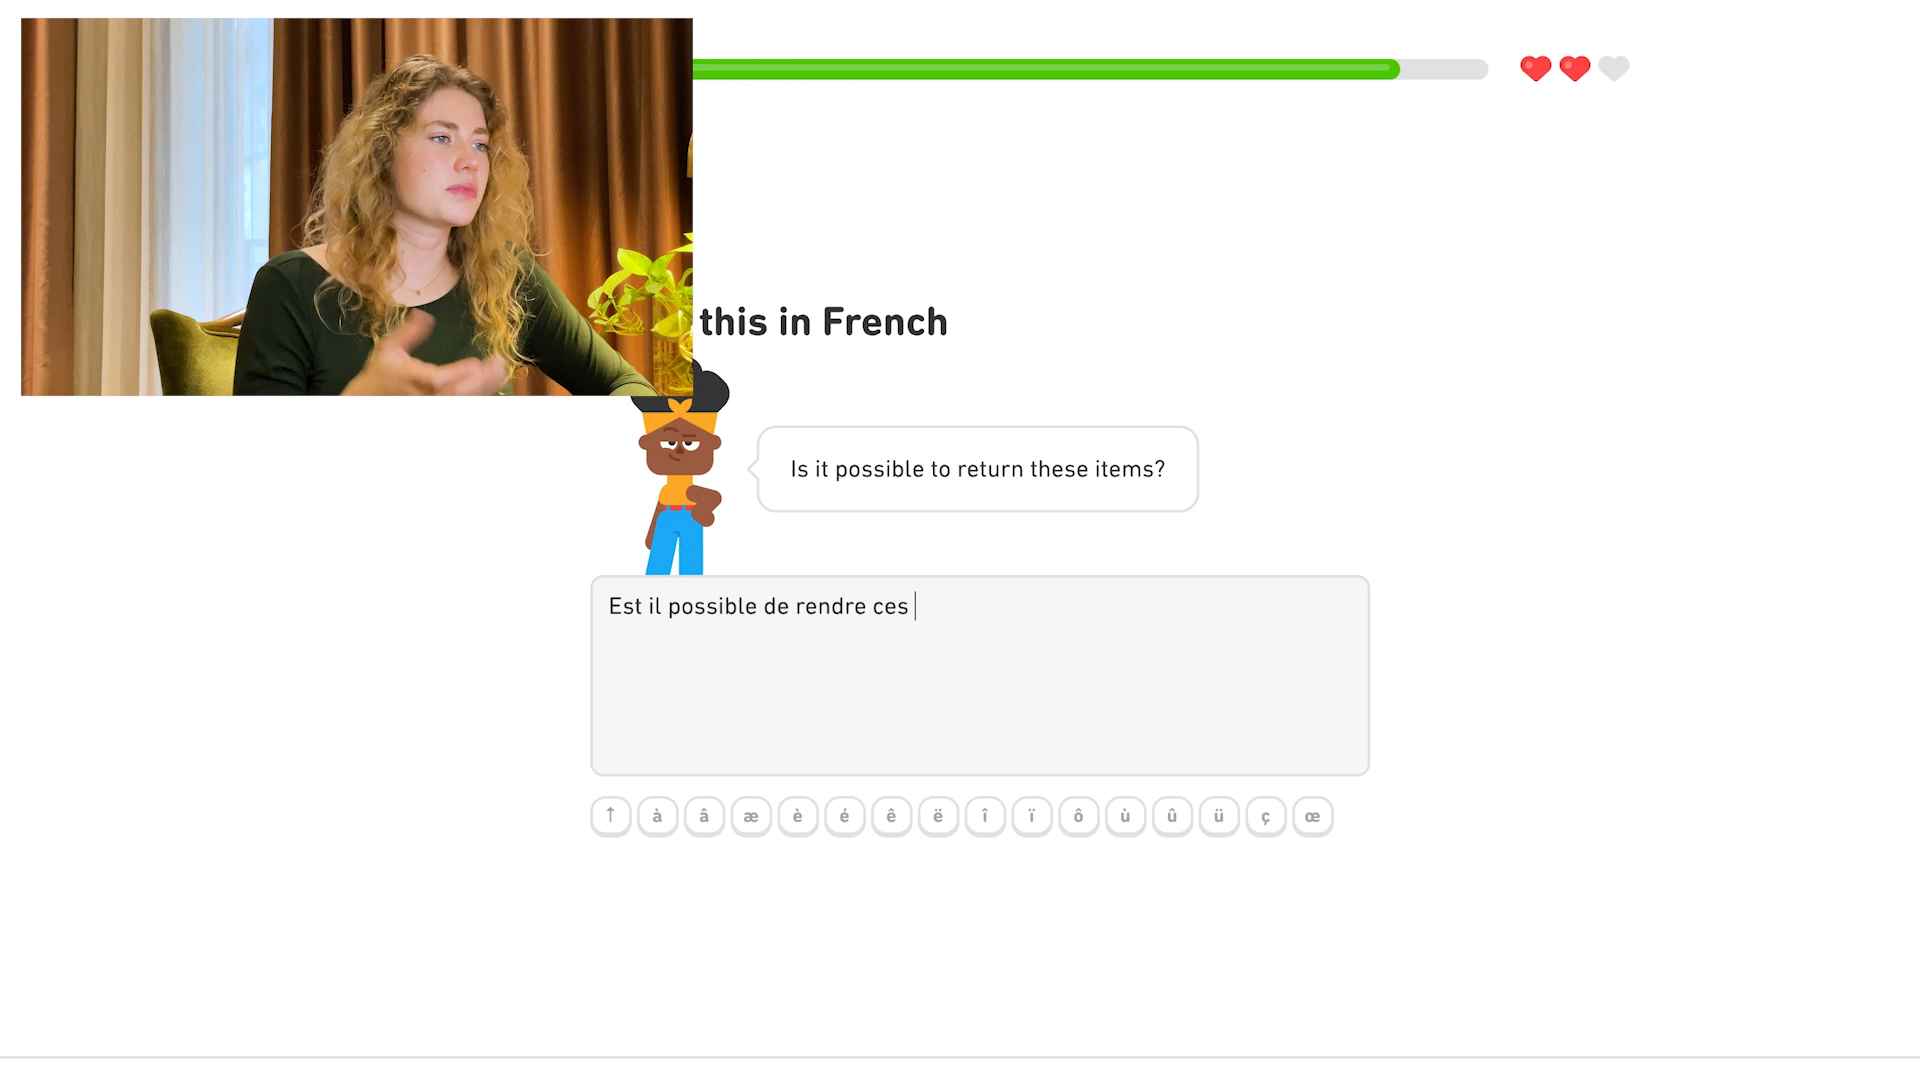 this in French
Is it possible to return these items?
Est il possible de rendre ces
↑ à â æ è é ê ë î ï ô ù û ü ç œ